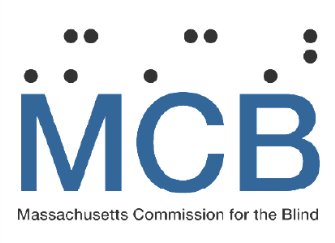 ⠠⠍⠠⠉⠠⠃
MCB
Massachusetts Commission for the Blind